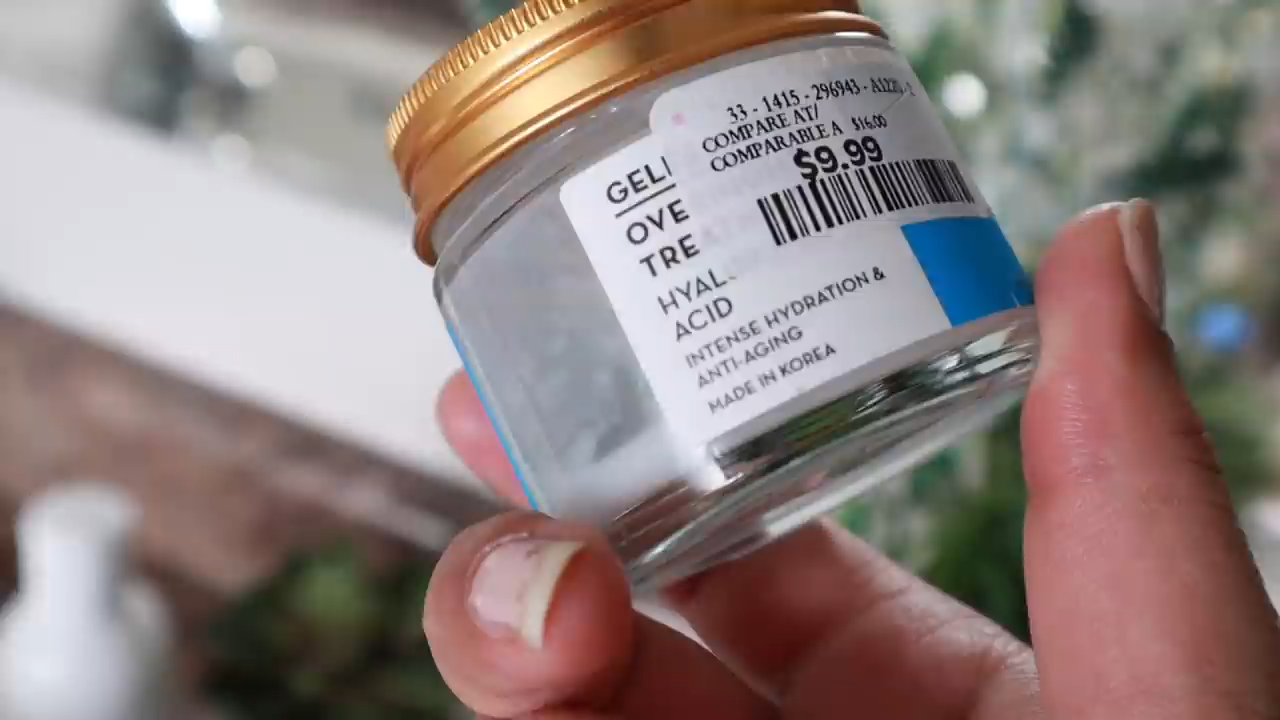 33 - 1415 - 296943 -
COMPARE AT/
COMPARABLE A $16.00
$9.99
GEL
OVE
TRE
HYAL
ACID
INTENSE HYDRATION &
ANTI-AGING
MADE IN KOREA